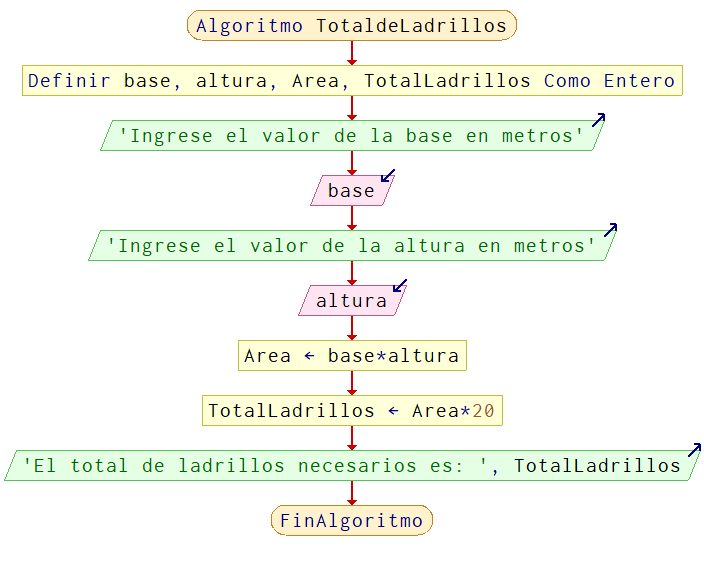 Algoritmo TotaldeLadrillos
Definir base, altura, Area, TotalLadrillos Como Entero
'Ingrese el valor de la base en metros'
base
'Ingrese el valor de la altura en metros'
altura
Area ← base*altura
TotalLadrillos ← Area*20
'El total de ladrillos necesarios es: ', TotalLadrillos
FinAlgoritmo